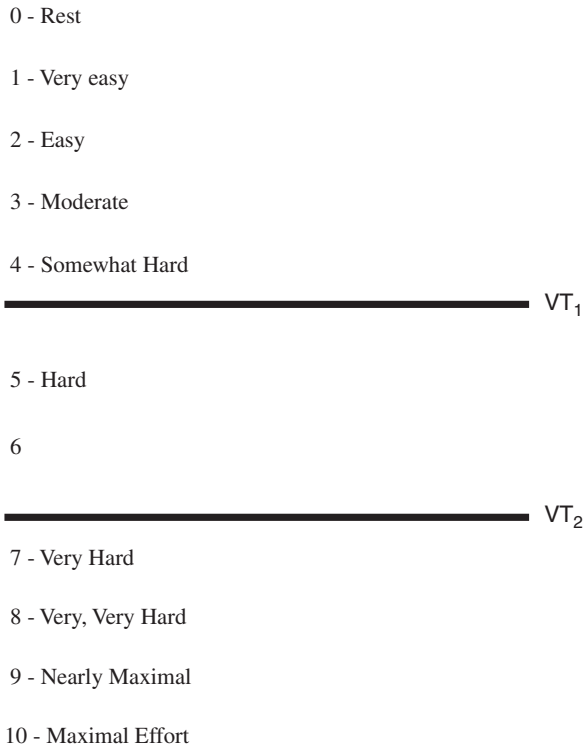 0 - Rest
1 - Very easy
2 - Easy
3 - Moderate
4 - Somewhat Hard
VT₁
5 - Hard
6
VT₂
7 - Very Hard
8 - Very, Very Hard
9 - Nearly Maximal
10 - Maximal Effort